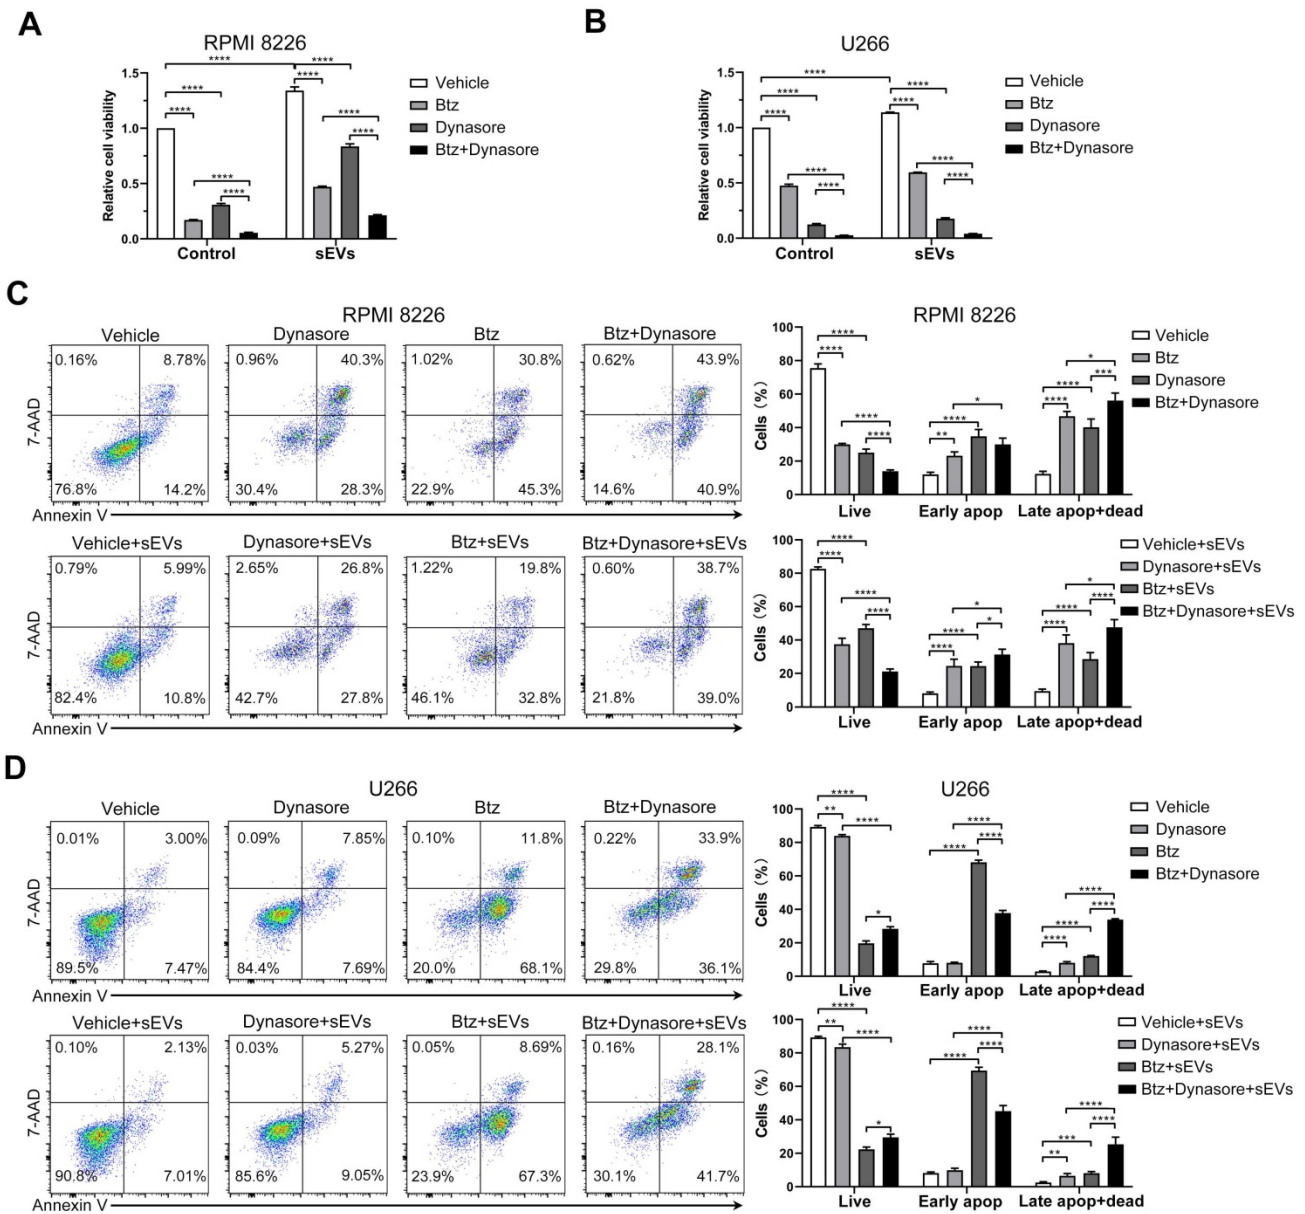 A
RPMI 8226
Relative cell viability
1.5
1.0
0.5
0.0
****
****
****
****
****
****
****
****
****
Control
sEVs
Vehicle
Btz
Dynasore
Btz+Dynasore
B
U266
Relative cell viability
1.5
1.0
0.5
0.0
****
****
****
****
****
****
****
****
****
Control
sEVs
Vehicle
Btz
Dynasore
Btz+Dynasore
C
RPMI 8226
Vehicle
Dynasore
Btz
Btz+Dynasore
0.16%
8.78%
0.96%
40.3%
1.02%
30.8%
0.62%
43.9%
7-AAD
76.8%
14.2%
30.4%
28.3%
22.9%
45.3%
14.6%
40.9%
Annexin V
RPMI 8226
Cells (%)
100
80
60
40
20
0
****
****
****
****
**
****
*
****
****
***
*
Live
Early apop
Late apop+dead
Vehicle
Btz
Dynasore
Btz+Dynasore
Vehicle+sEVs
Dynasore+sEVs
Btz+sEVs
Btz+Dynasore+sEVs
0.79%
5.99%
2.65%
26.8%
1.22%
19.8%
0.60%
38.7%
7-AAD
82.4%
10.8%
42.7%
27.8%
46.1%
32.8%
21.8%
39.0%
Annexin V
Cells (%)
100
80
60
40
20
0
****
****
****
****
****
****
*
*
****
****
****
*
Live
Early apop
Late apop+dead
Vehicle+sEVs
Dynasore+sEVs
Btz+sEVs
Btz+Dynasore+sEVs
D
U266
Vehicle
Dynasore
Btz
Btz+Dynasore
0.01%
3.00%
0.09%
7.85%
0.10%
11.8%
0.22%
33.9%
7-AAD
89.5%
7.47%
84.4%
7.69%
20.0%
68.1%
29.8%
36.1%
Annexin V
U266
Cells (%)
100
80
60
40
20
0
****
**
****
*
****
****
****
****
****
****
****
Live
Early apop
Late apop+dead
Vehicle
Dynasore
Btz
Btz+Dynasore
Vehicle+sEVs
Dynasore+sEVs
Btz+sEVs
Btz+Dynasore+sEVs
0.10%
2.13%
0.03%
5.27%
0.05%
8.69%
0.16%
28.1%
7-AAD
90.8%
7.01%
85.6%
9.05%
23.9%
67.3%
30.1%
41.7%
Annexin V
Cells (%)
100
80
60
40
20
0
****
**
****
*
****
****
****
**
***
****
****
Live
Early apop
Late apop+dead
Vehicle+sEVs
Dynasore+sEVs
Btz+sEVs
Btz+Dynasore+sEVs